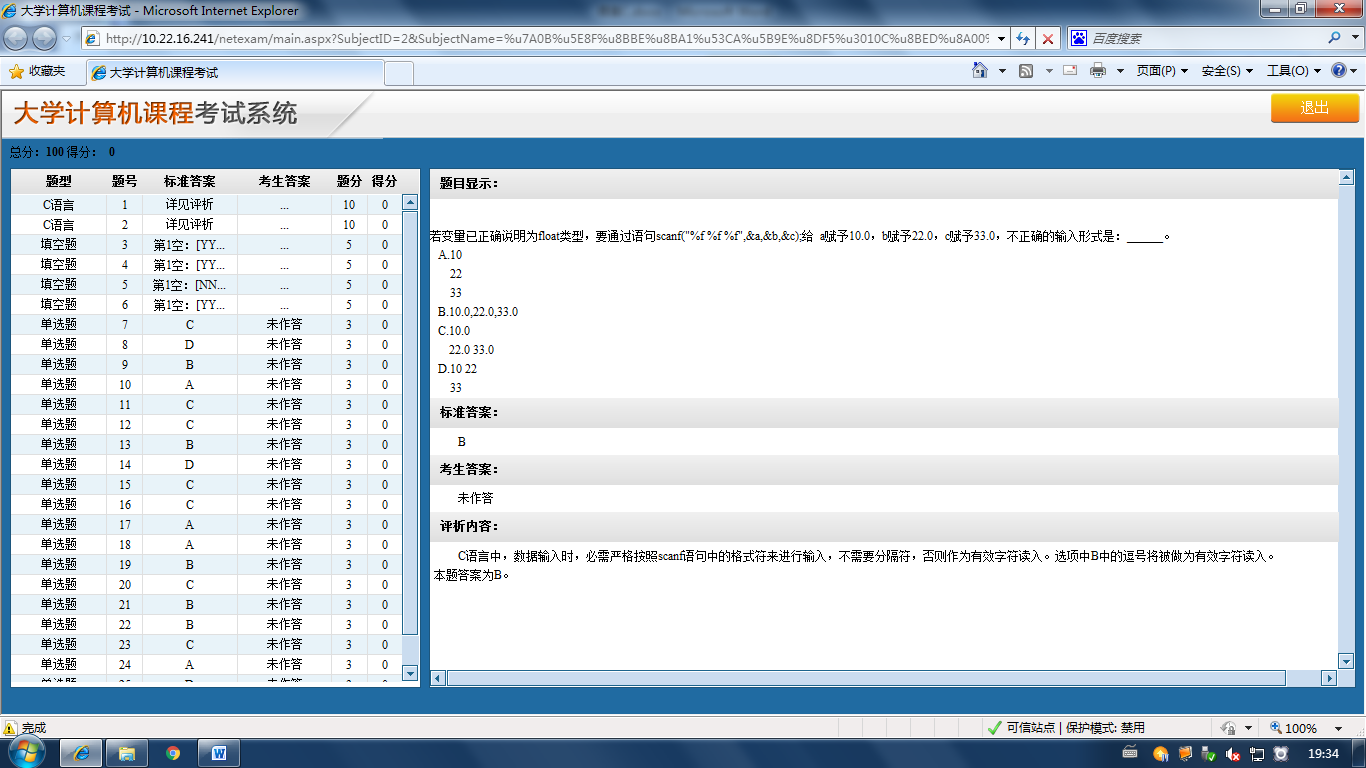 大学计算机课程考试 - Microsoft Internet Explorer
http://10.22.16.241/netexam/main.aspx?SubjectID=2&SubjectName=%u7A0B%u5E8F%u8BBE%u8BA1%u53CA%u5B9E%u8DF5%u3010C%u8BED%u8A00%
百度搜索
收藏夹
大学计算机课程考试
页面(P)
安全(S)
工具(O)
大学计算机课程考试系统
退出
总分：100 得分： 0
题型 题号 标准答案 考生答案 题分 得分
C语言 1 详见评析 ... 10 0
C语言 2 详见评析 ... 10 0
填空题 3 第1空：[YY... ... 5 0
填空题 4 第1空：[YY... ... 5 0
填空题 5 第1空：[NN... ... 5 0
填空题 6 第1空：[YY... ... 5 0
单选题 7 C 未作答 3 0
单选题 8 D 未作答 3 0
单选题 9 B 未作答 3 0
单选题 10 A 未作答 3 0
单选题 11 C 未作答 3 0
单选题 12 C 未作答 3 0
单选题 13 B 未作答 3 0
单选题 14 D 未作答 3 0
单选题 15 C 未作答 3 0
单选题 16 C 未作答 3 0
单选题 17 A 未作答 3 0
单选题 18 A 未作答 3 0
单选题 19 B 未作答 3 0
单选题 20 C 未作答 3 0
单选题 21 B 未作答 3 0
单选题 22 B 未作答 3 0
单选题 23 C 未作答 3 0
单选题 24 A 未作答 3 0
题目显示：
若变量已正确说明为float类型，要通过语句scanf("%f %f %f",&a,&b,&c);给 a赋予10.0，b赋予22.0，c赋予33.0，不正确的输入形式是：______。
A.10
22
33
B.10.0,22.0,33.0
C.10.0
22.0 33.0
D.10 22
33
标准答案：
B
考生答案：
未作答
评析内容：
C语言中，数据输入时，必需严格按照scanf语句中的格式符来进行输入，不需要分隔符，否则作为有效字符读入。选项中B中的逗号将被做为有效字符读入。
本题答案为B。
完成
可信站点 | 保护模式: 禁用
100%
19:34